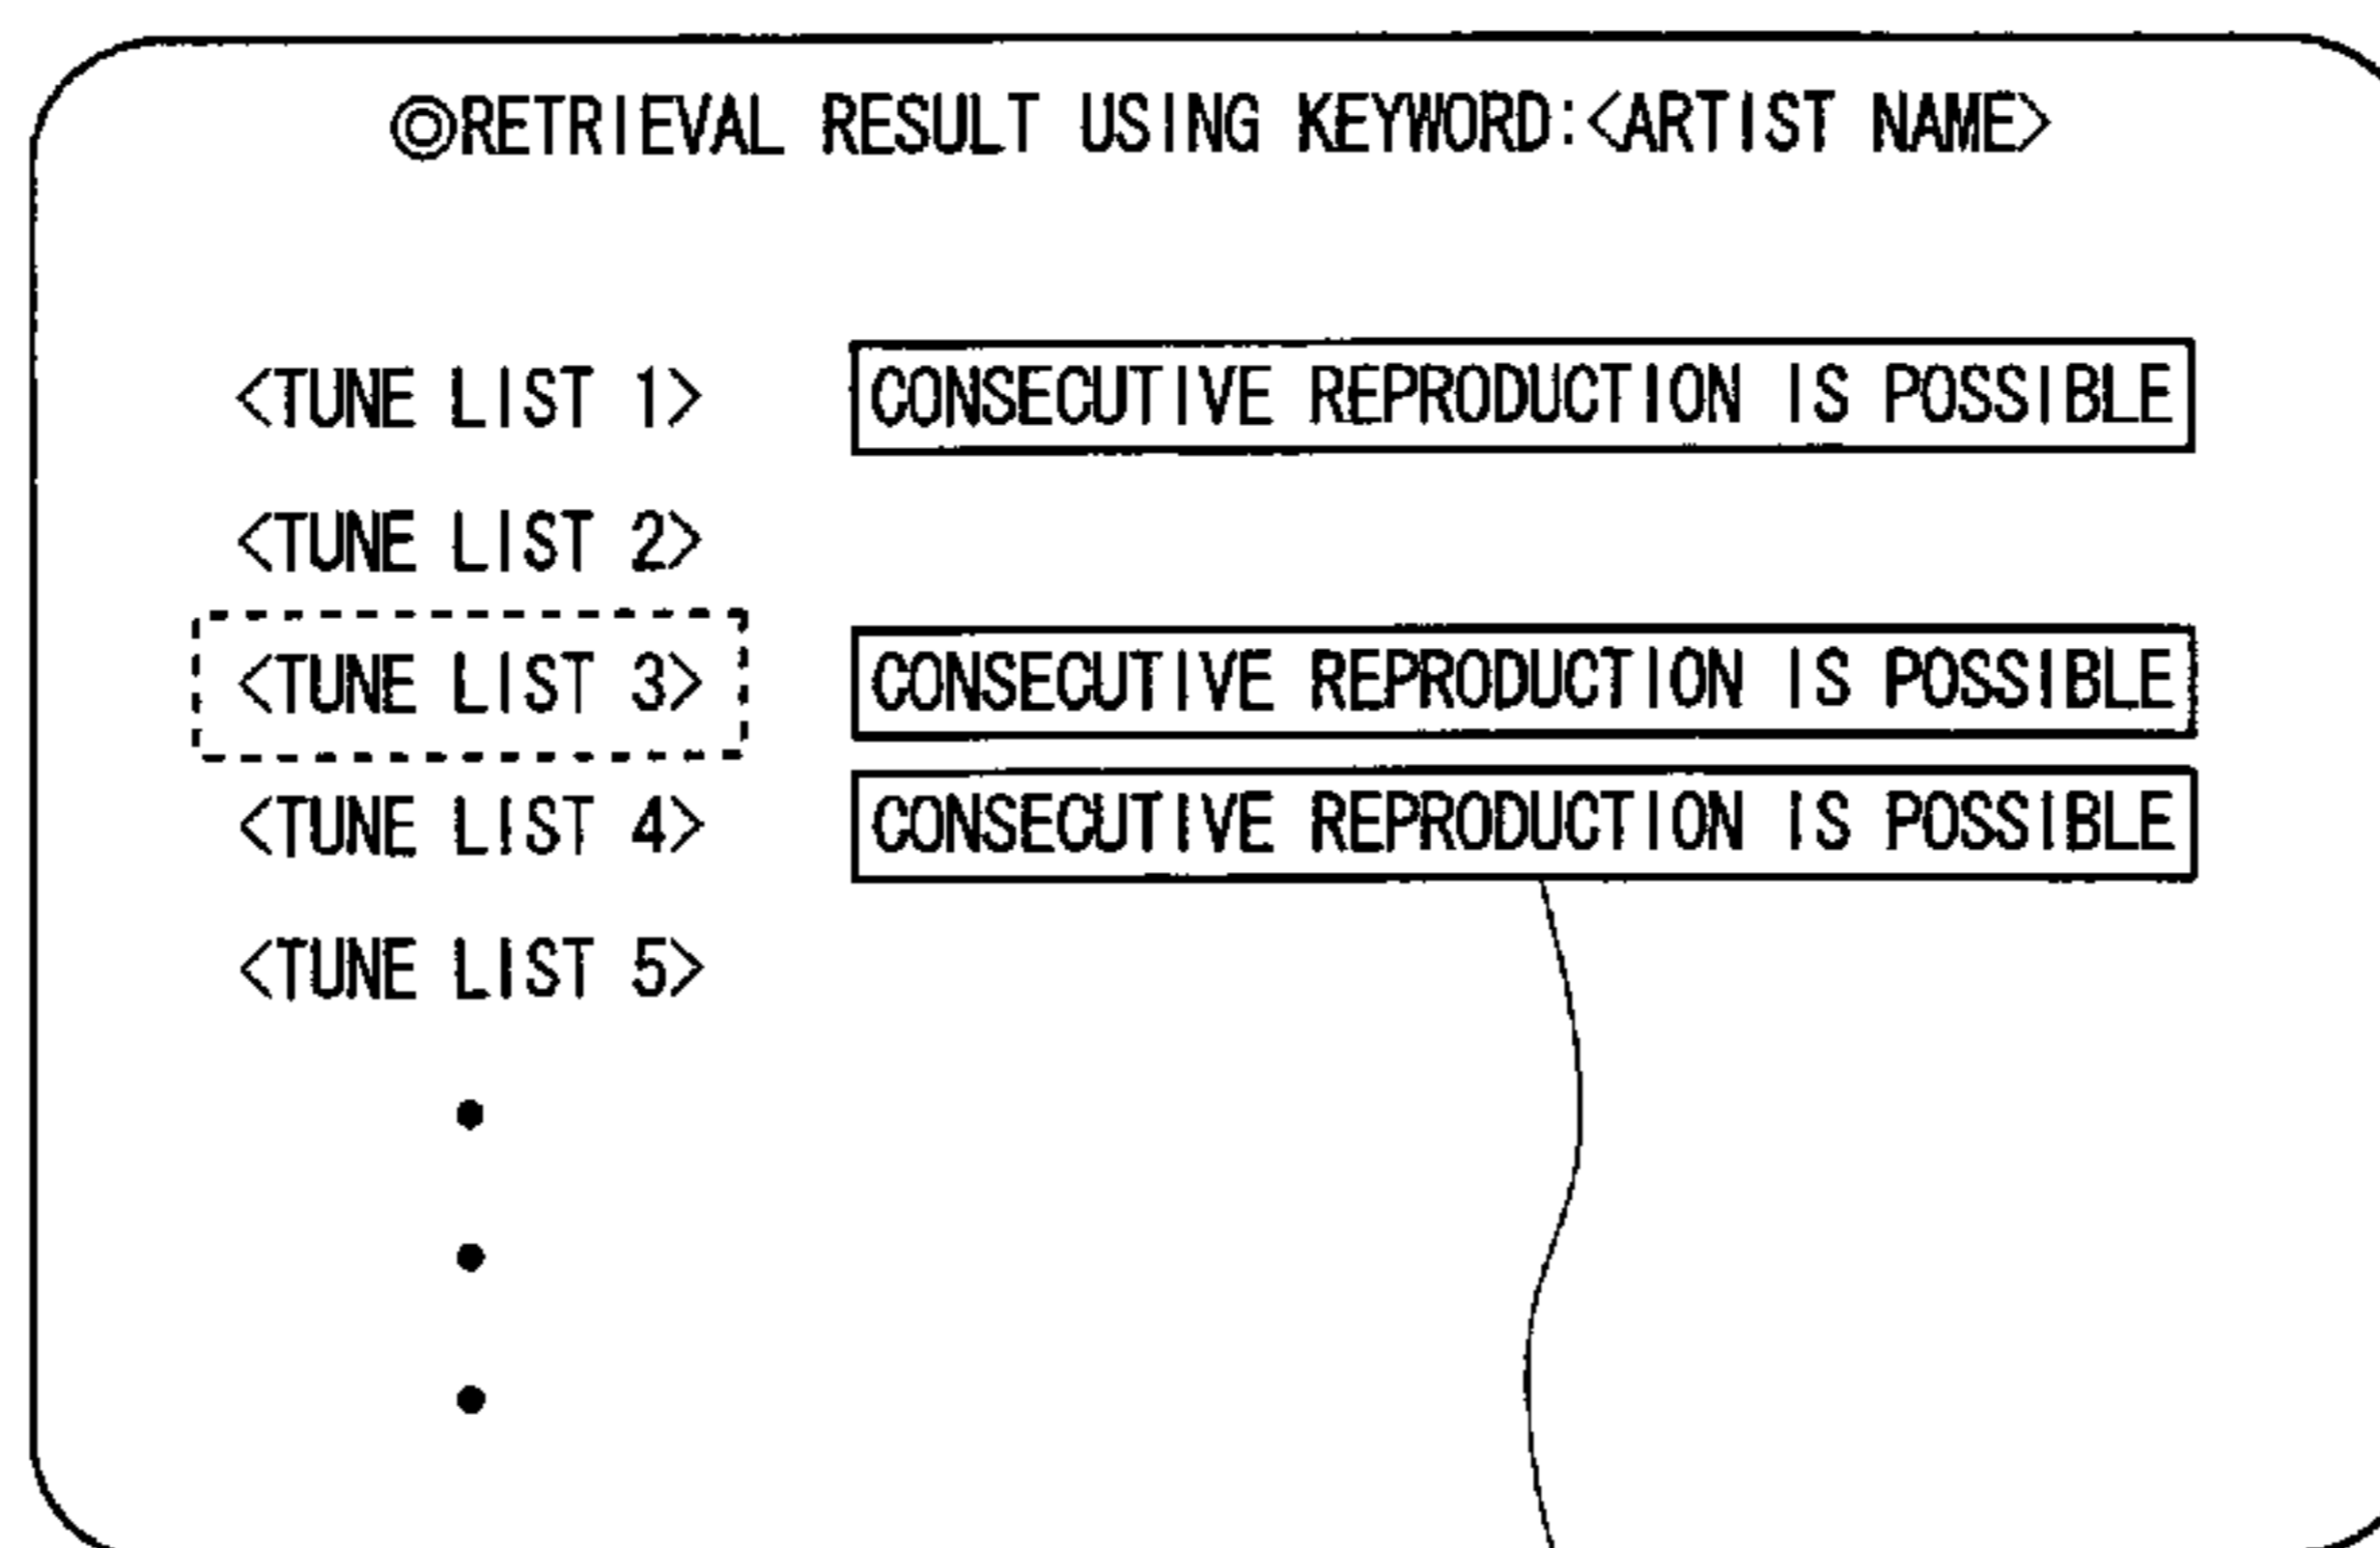 ◎RETRIEVAL RESULT USING KEYWORD:<ARTIST NAME>
<TUNE LIST 1> CONSECUTIVE REPRODUCTION IS POSSIBLE
<TUNE LIST 2>
<TUNE LIST 3> CONSECUTIVE REPRODUCTION IS POSSIBLE
<TUNE LIST 4> CONSECUTIVE REPRODUCTION IS POSSIBLE
<TUNE LIST 5>